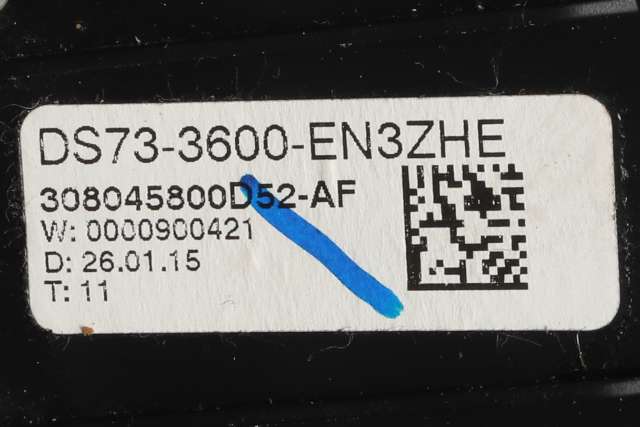 DS73-3600-EN3ZHE
308045800D52-AF
W: 0000900421
D: 26.01.15
T: 11